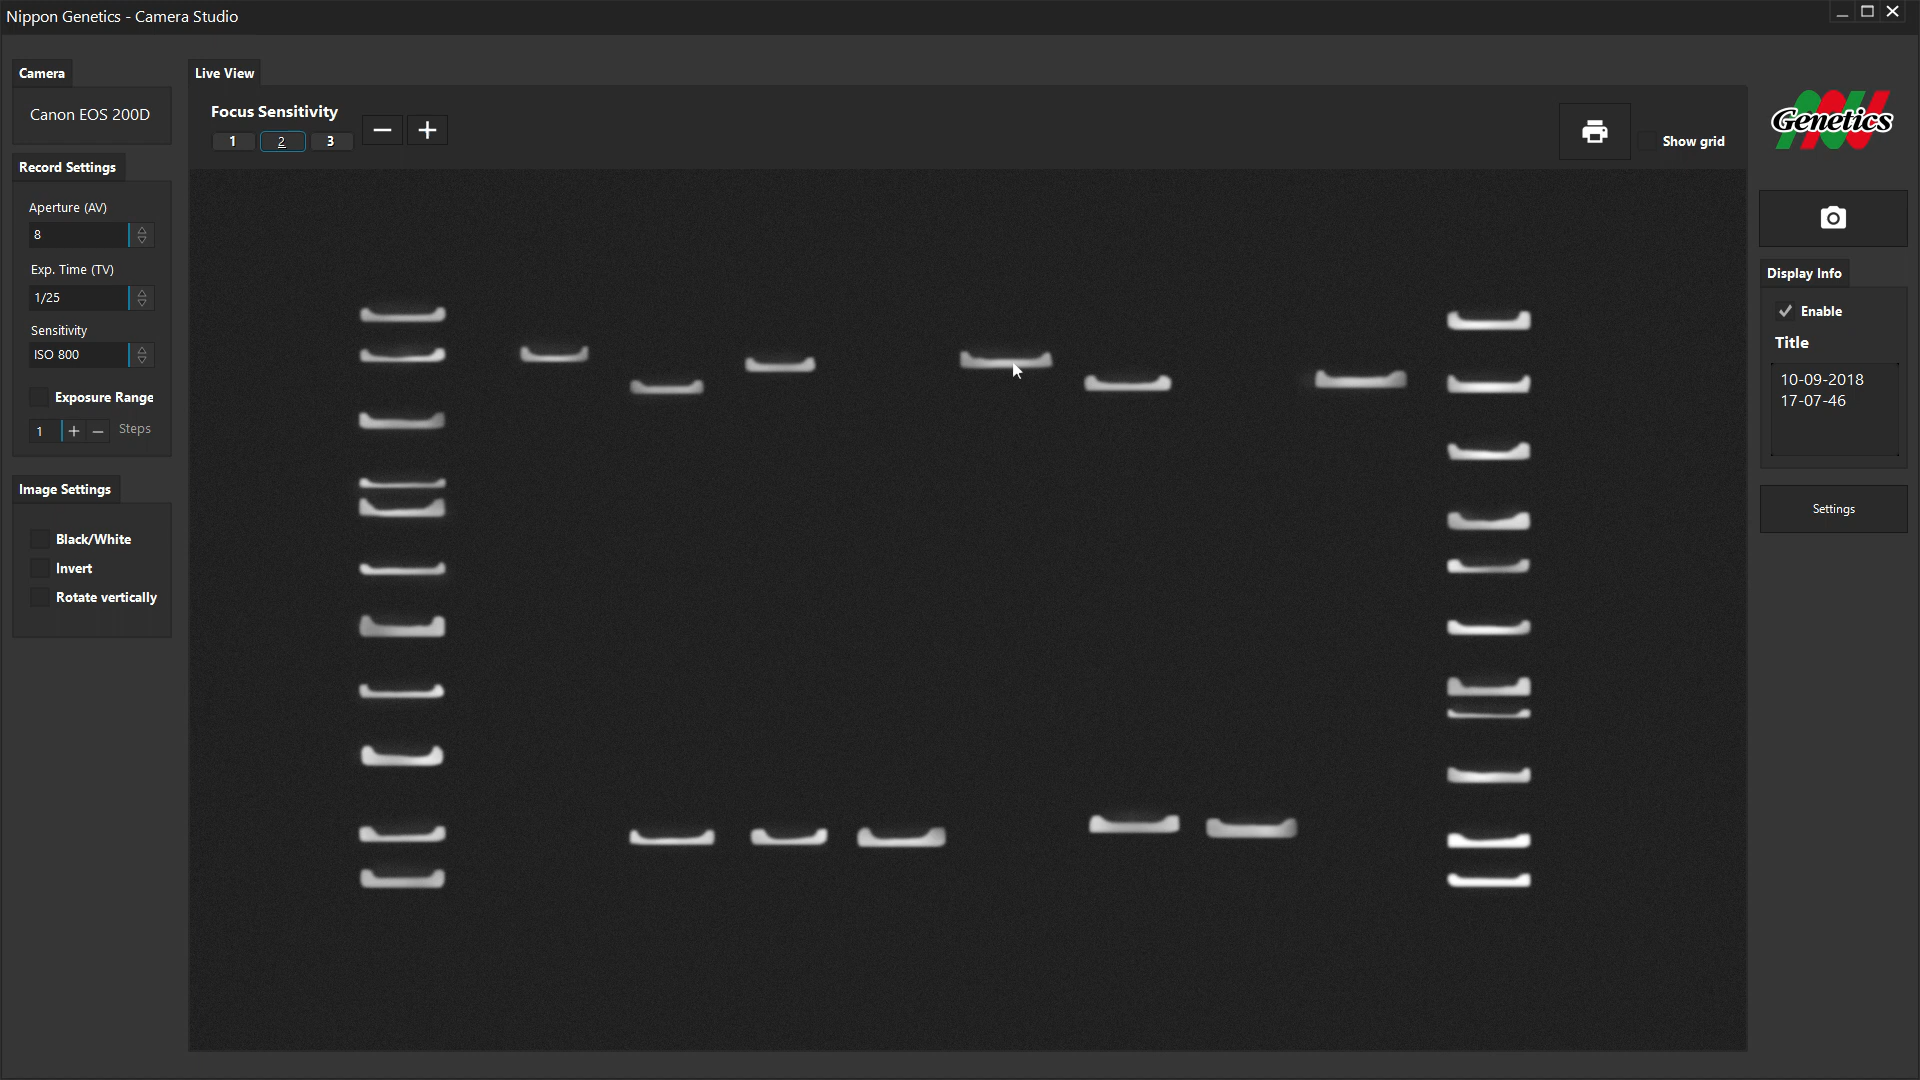 Nippon Genetics - Camera Studio
Camera
Canon EOS 200D
Record Settings
Aperture (AV)
8
Exp. Time (TV)
1/25
Sensitivity
ISO 800
Exposure Range
1 + – Steps
Image Settings
Black/White
Invert
Rotate vertically
Live View
Focus Sensitivity
1 2 3
Show grid
Genetics
Display Info
Enable
Title
10-09-2018
17-07-46
Settings